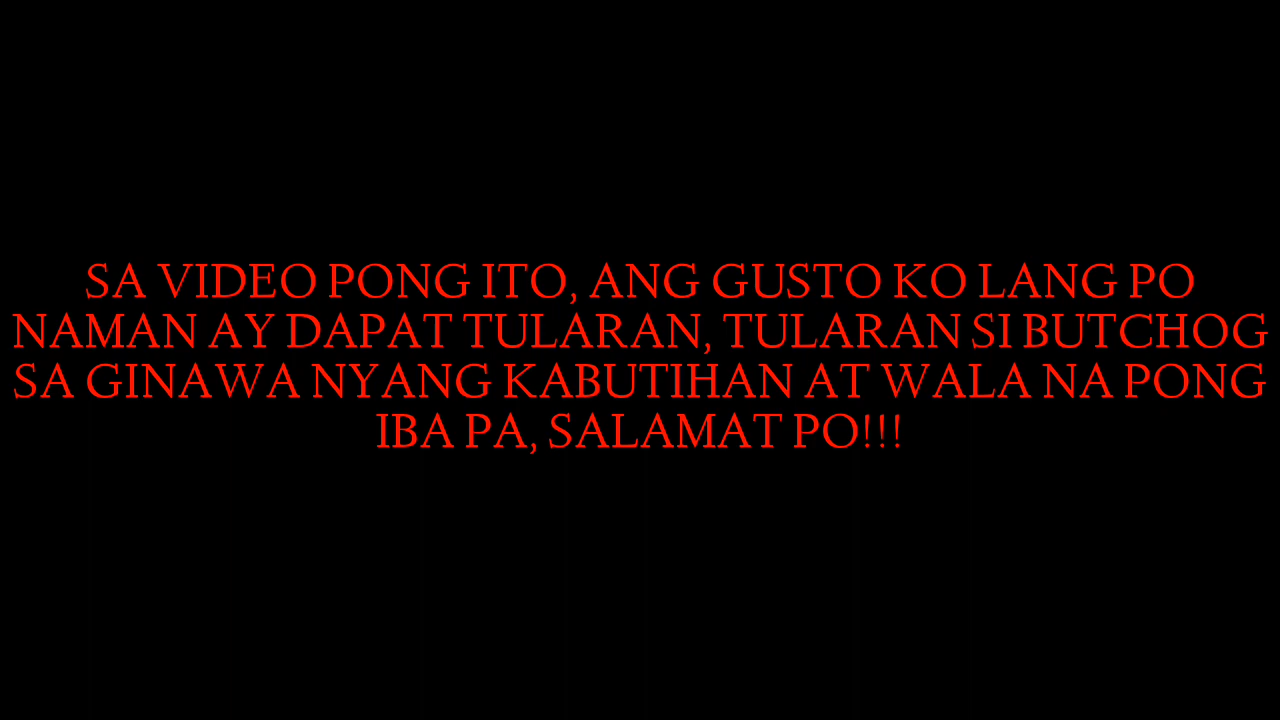 SA VIDEO PONG ITO, ANG GUSTO KO LANG PO
NAMAN AY DAPAT TULARAN, TULARAN SI BUTCHOG
SA GINAWA NYANG KABUTIHAN AT WALA NA PONG
IBA PA, SALAMAT PO!!!